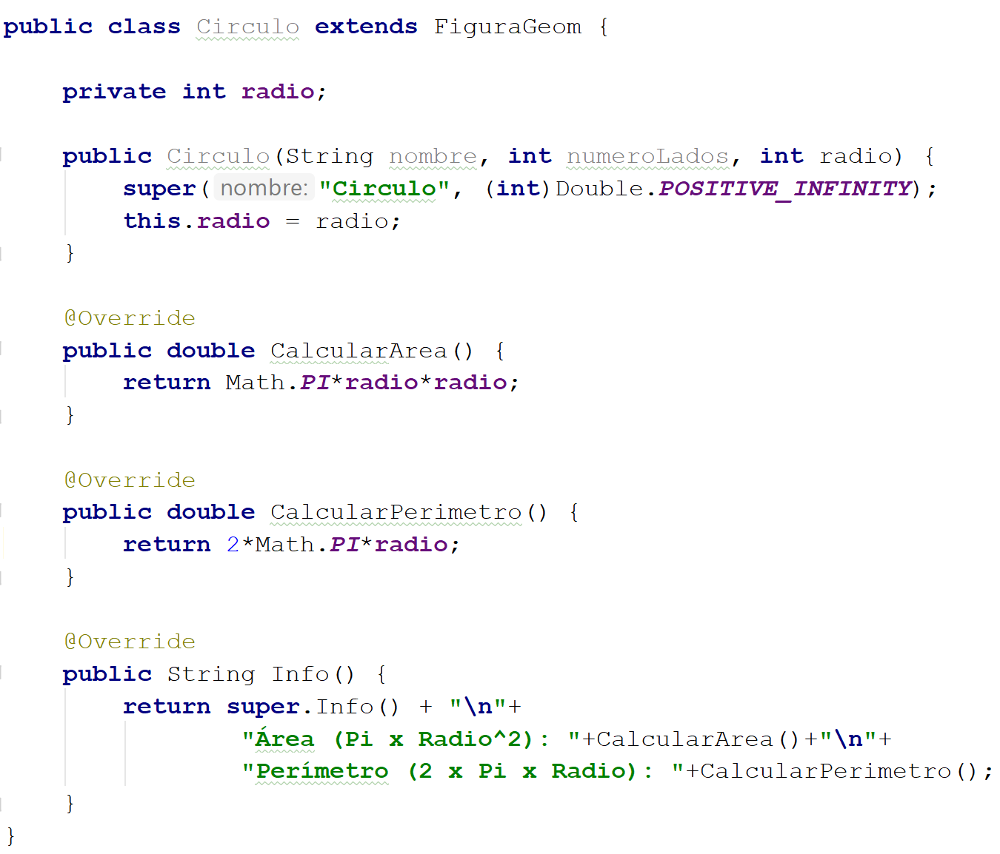 public class Circulo extends FiguraGeom {
private int radio;
public Circulo(String nombre, int numeroLados, int radio) {
super( nombre: "Circulo", (int)Double.POSITIVE_INFINITY);
this.radio = radio;
}
@Override
public double CalcularArea() {
return Math.PI*radio*radio;
}
@Override
public double CalcularPerimetro() {
return 2*Math.PI*radio;
}
@Override
public String Info() {
return super.Info() + "\n"+
"Área (Pi x Radio^2): "+CalcularArea()+"\n"+
"Perímetro (2 x Pi x Radio): "+CalcularPerimetro();
}
}